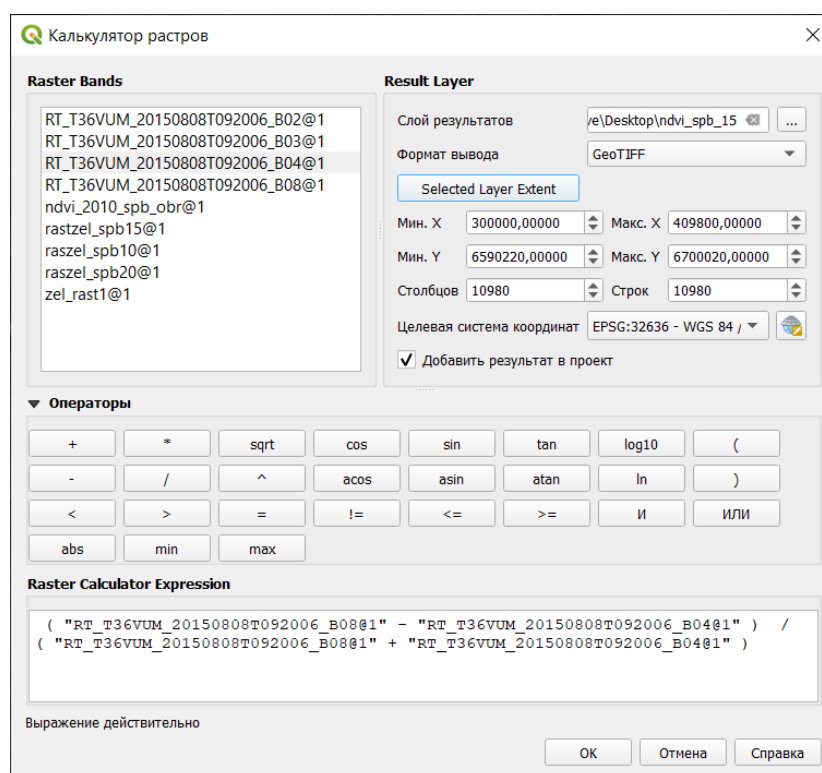 Калькулятор растров
Raster Bands
RT_T36VUM_20150808T092006_B02@1
RT_T36VUM_20150808T092006_B03@1
RT_T36VUM_20150808T092006_B04@1
RT_T36VUM_20150808T092006_B08@1
ndvi_2010_spb_obr@1
rastzel_spb15@1
raszel_spb10@1
raszel_spb20@1
zel_rast1@1
Result Layer
Слой результатов ve\Desktop\ndvi_spb_15 ...
Формат вывода GeoTIFF
Selected Layer Extent
Мин. X 300000,00000 Макс. X 409800,00000
Мин. Y 6590220,00000 Макс. Y 6700020,00000
Столбцов 10980 Строк 10980
Целевая система координат EPSG:32636 - WGS 84 /
Добавить результат в проект
Операторы
+ * sqrt cos sin tan log10 (
- / ^ acos asin atan ln )
< > = != <= >= И ИЛИ
abs min max
Raster Calculator Expression
( "RT_T36VUM_20150808T092006_B08@1" - "RT_T36VUM_20150808T092006_B04@1" ) /
( "RT_T36VUM_20150808T092006_B08@1" + "RT_T36VUM_20150808T092006_B04@1" )
Выражение действительно
OK Отмена Справка